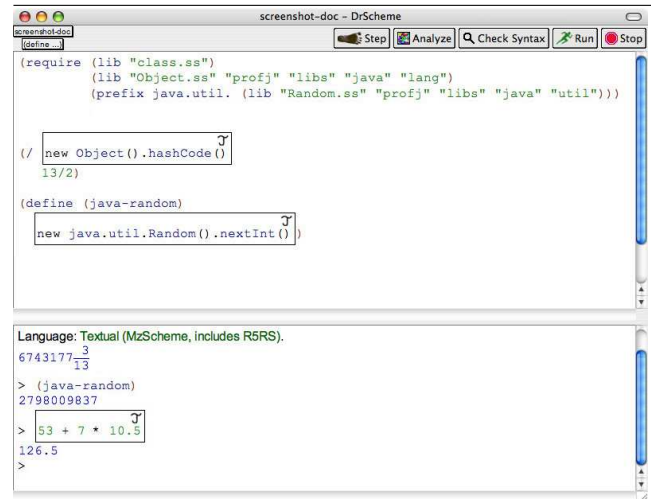 screenshot-doc - DrScheme
screenshot-doc
(define ...)
Step Analyze Check Syntax Run Stop
(require (lib "class.ss")
(lib "Object.ss" "profj" "libs" "java" "lang")
(prefix java.util. (lib "Random.ss" "profj" "libs" "java" "util")))
(/ new Object().hashCode()
13/2)
(define (java-random)
new java.util.Random().nextInt() )
Language: Textual (MzScheme, includes R5RS).
6743177 3/13
> (java-random)
2798009837
> 53 + 7 * 10.5
126.5
>